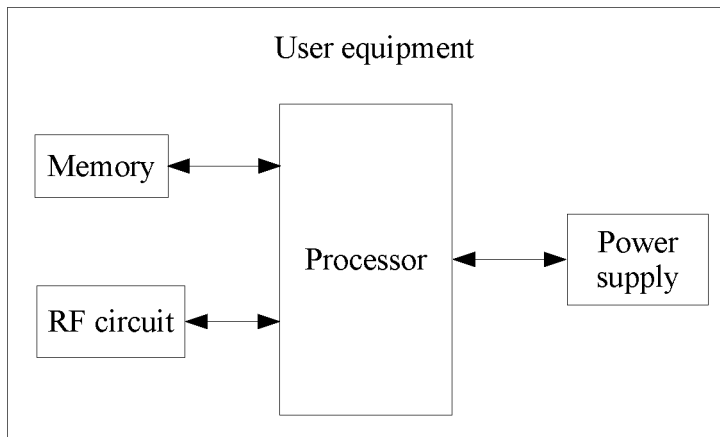 User equipment
Memory
RF circuit
Processor
Power
supply